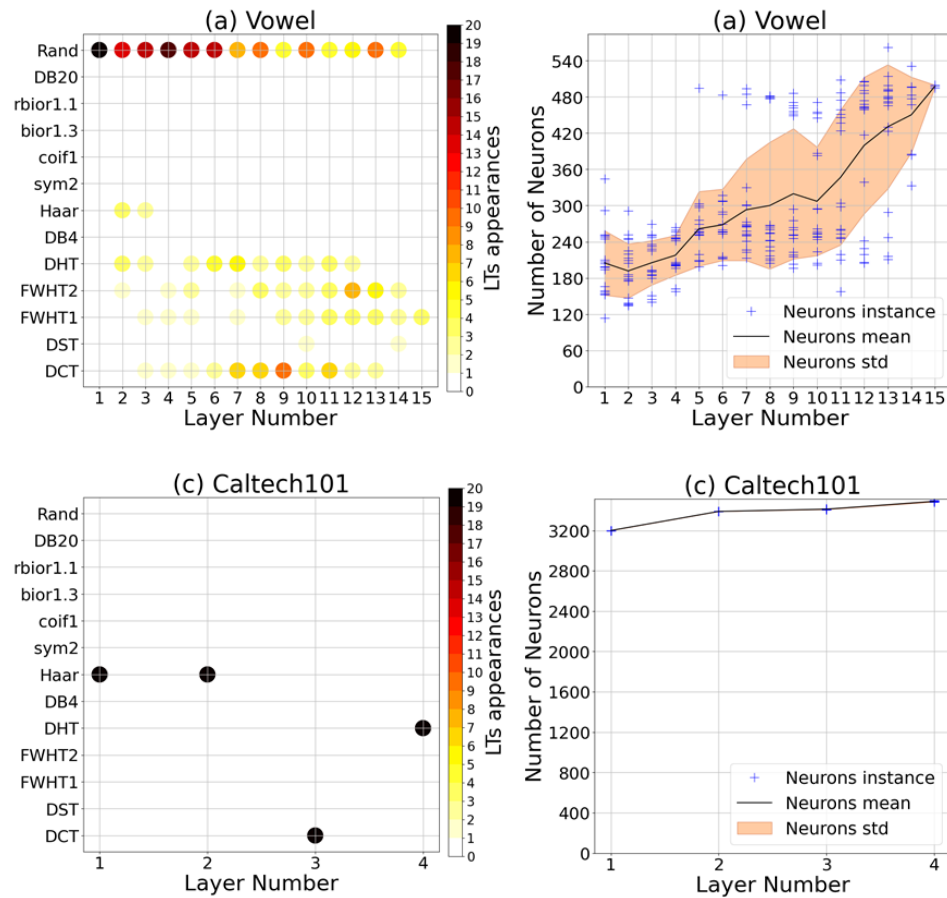 (a) Vowel
Rand
DB20
rbior1.1
bior1.3
coif1
sym2
Haar
DB4
DHT
FWHT2
FWHT1
DST
DCT
1 2 3 4 5 6 7 8 9 10 11 12 13 14 15
Layer Number
20
19
18
17
16
15
14
13
12
11
10
9
8
7
6
5
4
3
2
1
0
LTs appearances
(a) Vowel
540
480
420
360
300
240
180
120
60
0
Number of Neurons
Neurons instance
Neurons mean
Neurons std
1 2 3 4 5 6 7 8 9 10 11 12 13 14 15
Layer Number
(c) Caltech101
Rand
DB20
rbior1.1
bior1.3
coif1
sym2
Haar
DB4
DHT
FWHT2
FWHT1
DST
DCT
1 2 3 4
Layer Number
20
19
18
17
16
15
14
13
12
11
10
9
8
7
6
5
4
3
2
1
0
LTs appearances
(c) Caltech101
3200
2800
2400
2000
1600
1200
800
400
0
Number of Neurons
Neurons instance
Neurons mean
Neurons std
1 2 3 4
Layer Number